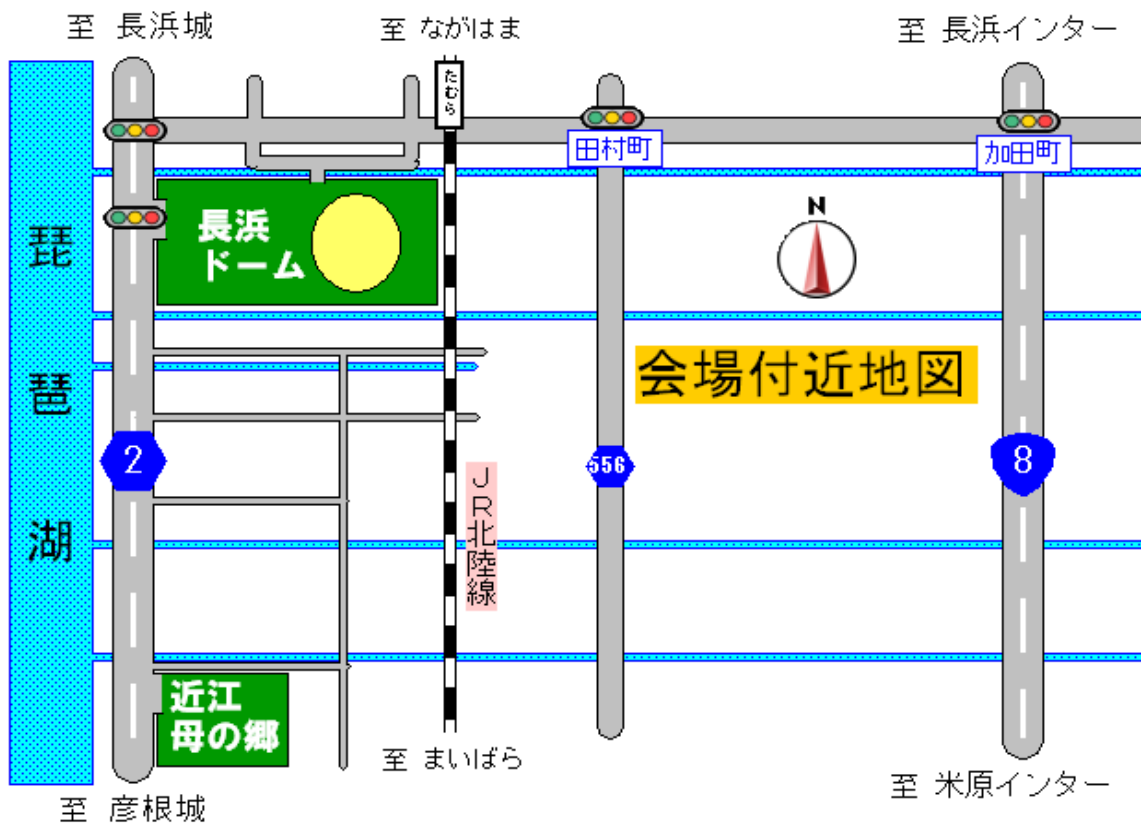 至 長浜城
至 ながはま
至 長浜インター
たむら
田村町
加田町
N
長浜
ドーム
琵琶湖
会場付近地図
2
556
8
JR北陸線
近江
母の郷
至 まいばら
至 米原インター
至 彦根城